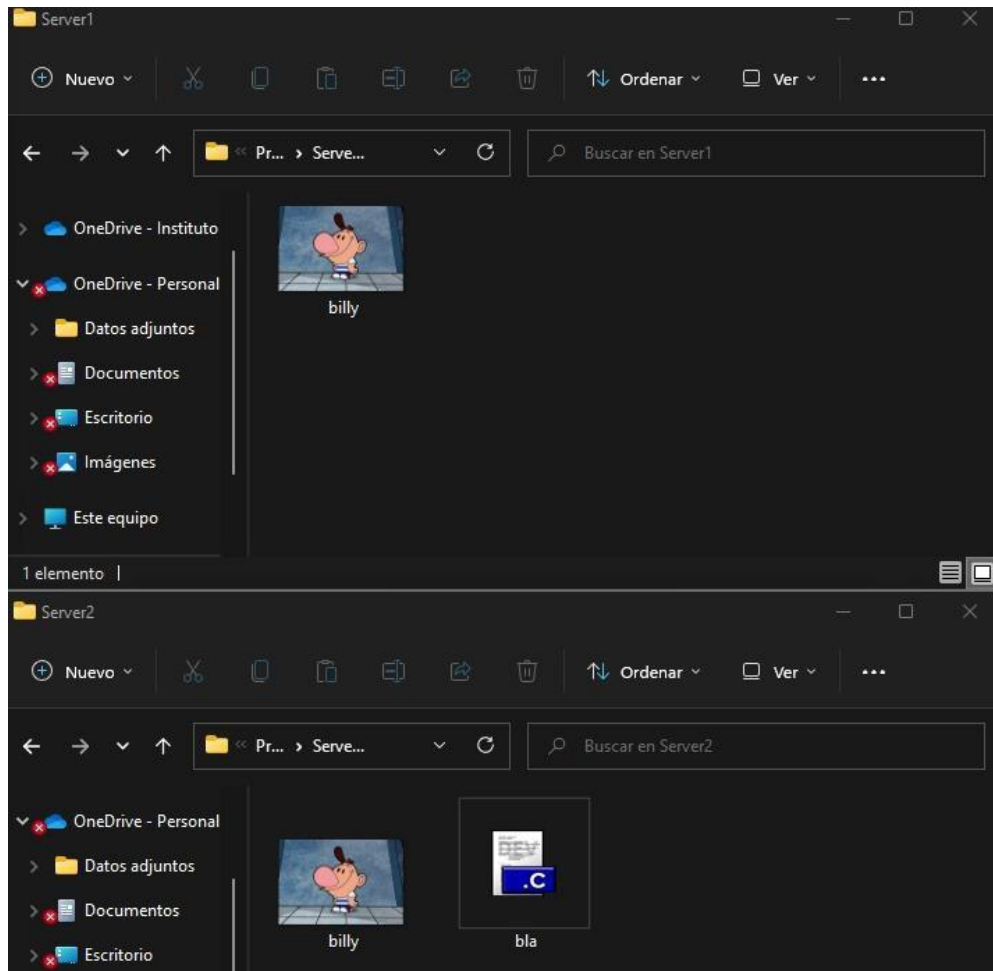 Server1
Nuevo Ordenar Ver ...
« Pr... > Serve... Buscar en Server1
OneDrive - Instituto
OneDrive - Personal
billy
Datos adjuntos
Documentos
Escritorio
Imágenes
Este equipo
1 elemento
Server2
Nuevo Ordenar Ver ...
« Pr... > Serve... Buscar en Server2
OneDrive - Personal
Datos adjuntos
DEV
.C
Documentos
billy bla
Escritorio